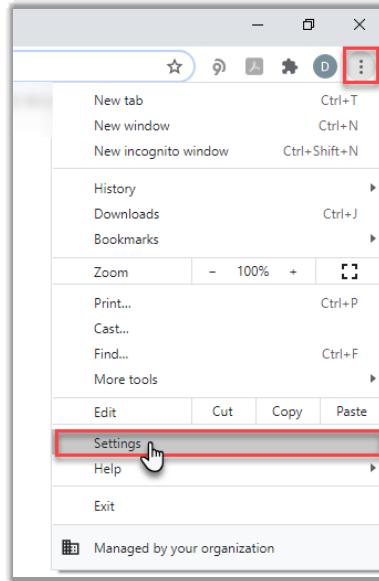 D
New tab Ctrl+T
New window Ctrl+N
New incognito window Ctrl+Shift+N
History
Downloads Ctrl+J
Bookmarks
Zoom - 100% +
Print... Ctrl+P
Cast...
Find... Ctrl+F
More tools
Edit Cut Copy Paste
Settings
Help
Exit
Managed by your organization